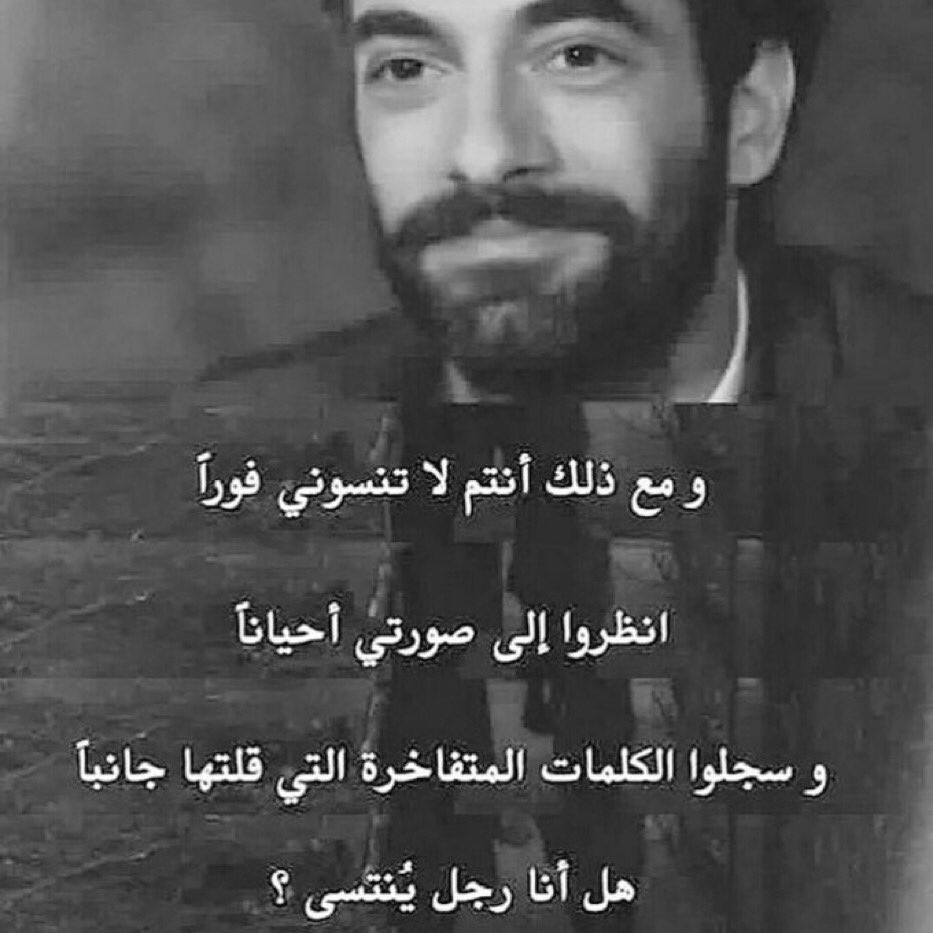 و مع ذلك أنتم لا تنسوني فوراً
انظروا إلى صورتي أحياناً
و سجلوا الكلمات المتفاخرة التي قلتها جانباً
هل أنا رجل يُنتسى ؟